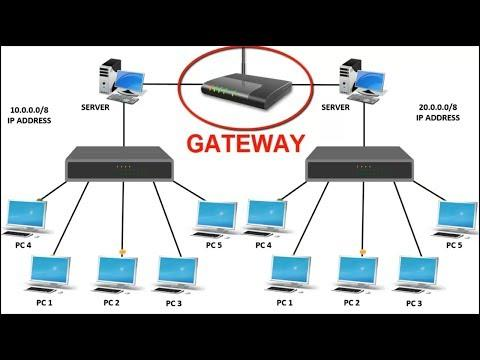 10.0.0.0/8
IP ADDRESS
SERVER
SERVER
20.0.0.0/8
IP ADDRESS
GATEWAY
PC 4
PC 5
PC 4
PC 5
PC 1
PC 2
PC 3
PC 1
PC 2
PC 3